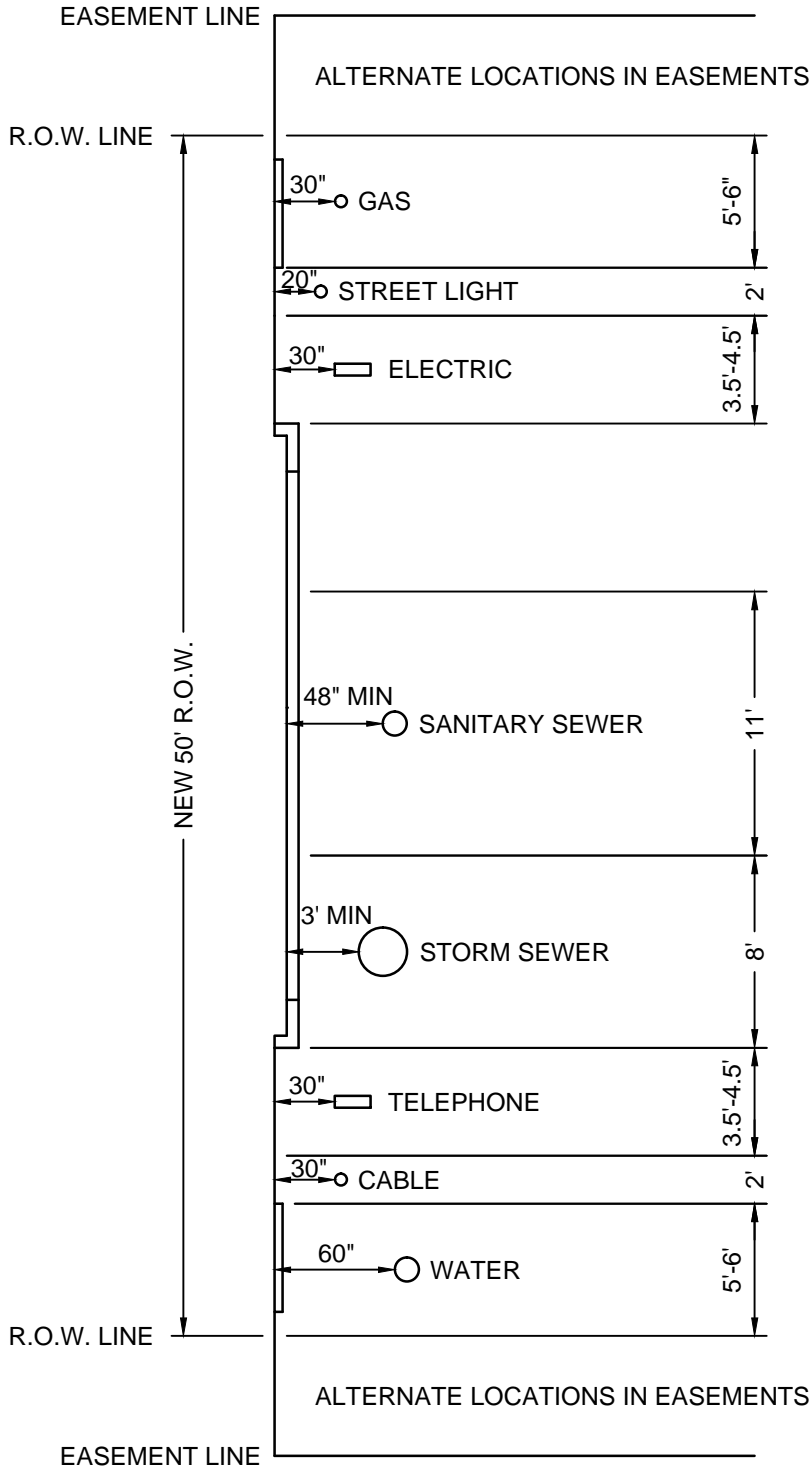 EASEMENT LINE
ALTERNATE LOCATIONS IN EASEMENTS
R.O.W. LINE
30"
GAS
5'-6"
20"
STREET LIGHT
2'
30"
ELECTRIC
3.5'-4.5'
NEW 50' R.O.W.
48" MIN
SANITARY SEWER
11'
3' MIN
STORM SEWER
8'
30"
TELEPHONE
3.5'-4.5'
30"
CABLE
2'
60"
WATER
5'-6'
R.O.W. LINE
ALTERNATE LOCATIONS IN EASEMENTS
EASEMENT LINE